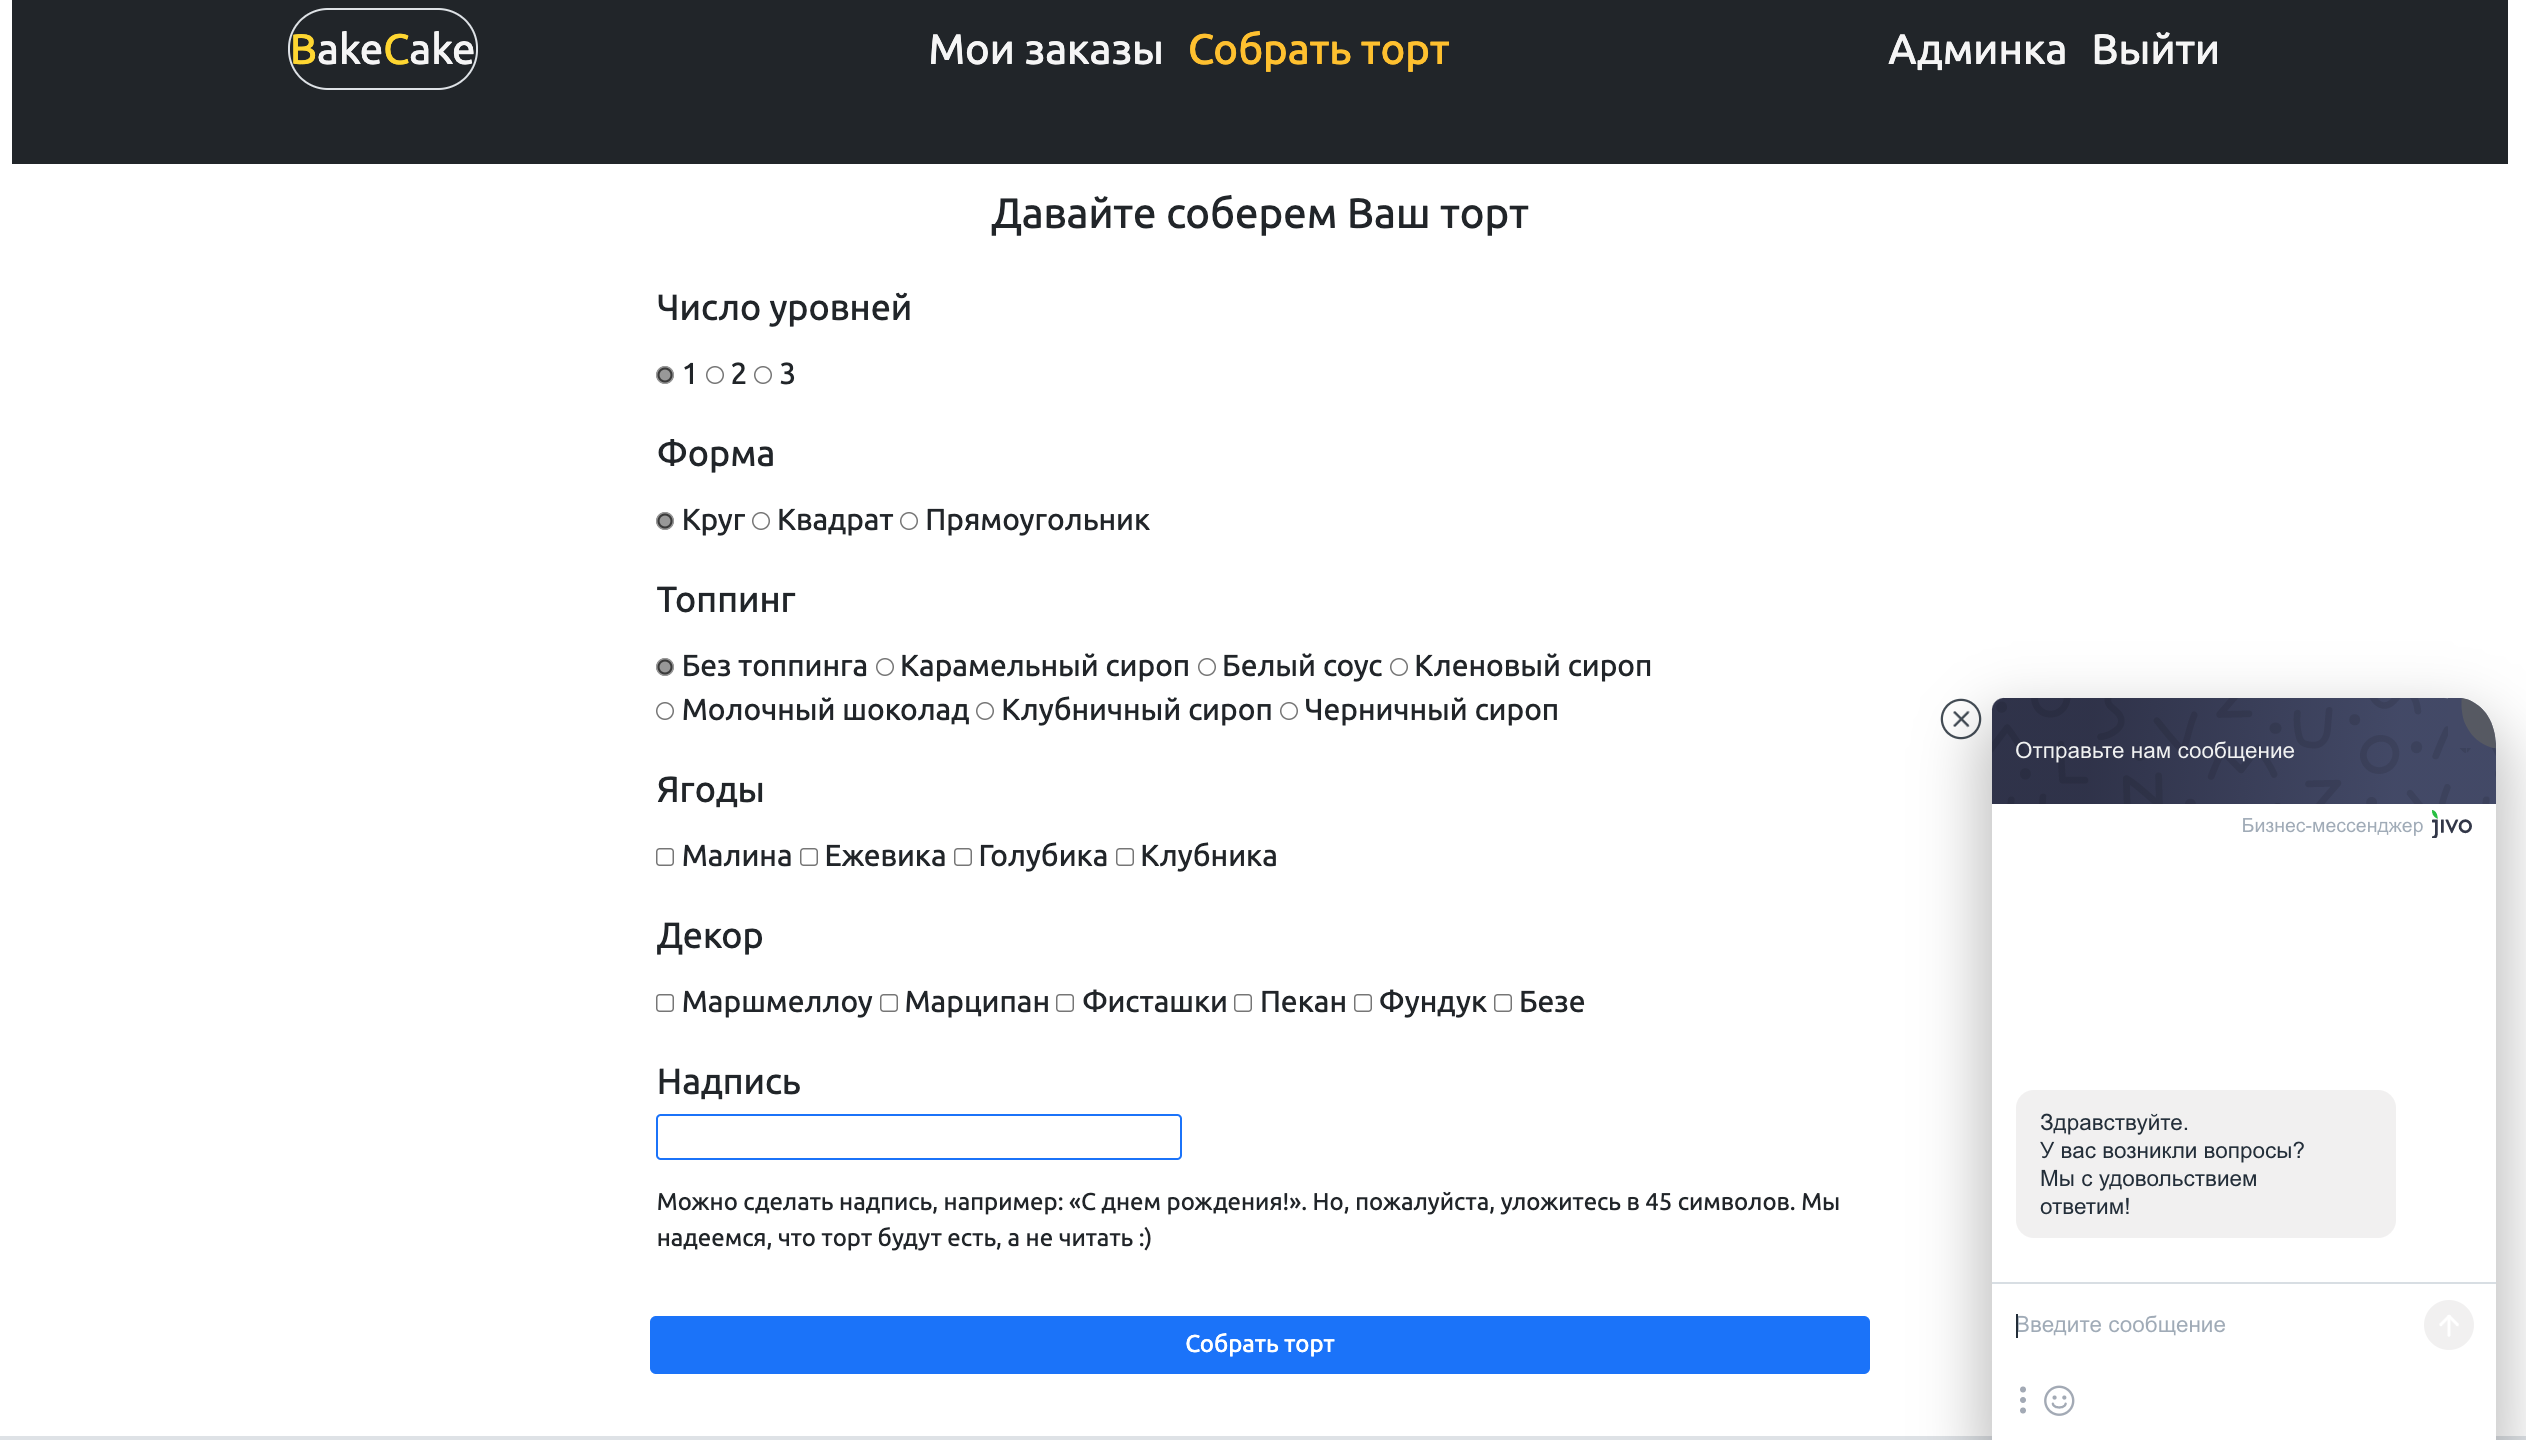 BakeCake
Мои заказы Собрать торт
Админка Выйти
Давайте соберем Ваш торт
Число уровней
1 2 3
Форма
Круг Квадрат Прямоугольник
Топпинг
Без топпинга Карамельный сироп Белый соус Кленовый сироп
Молочный шоколад Клубничный сироп Черничный сироп
Ягоды
Малина Ежевика Голубика Клубника
Декор
Маршмеллоу Марципан Фисташки Пекан Фундук Безе
Надпись
Можно сделать надпись, например: «С днем рождения!». Но, пожалуйста, уложитесь в 45 символов. Мы
надеемся, что торт будут есть, а не читать :)
Собрать торт
Отправьте нам сообщение
Бизнес-мессенджер jivo
Здравствуйте.
У вас возникли вопросы?
Мы с удовольствием
ответим!
Введите сообщение